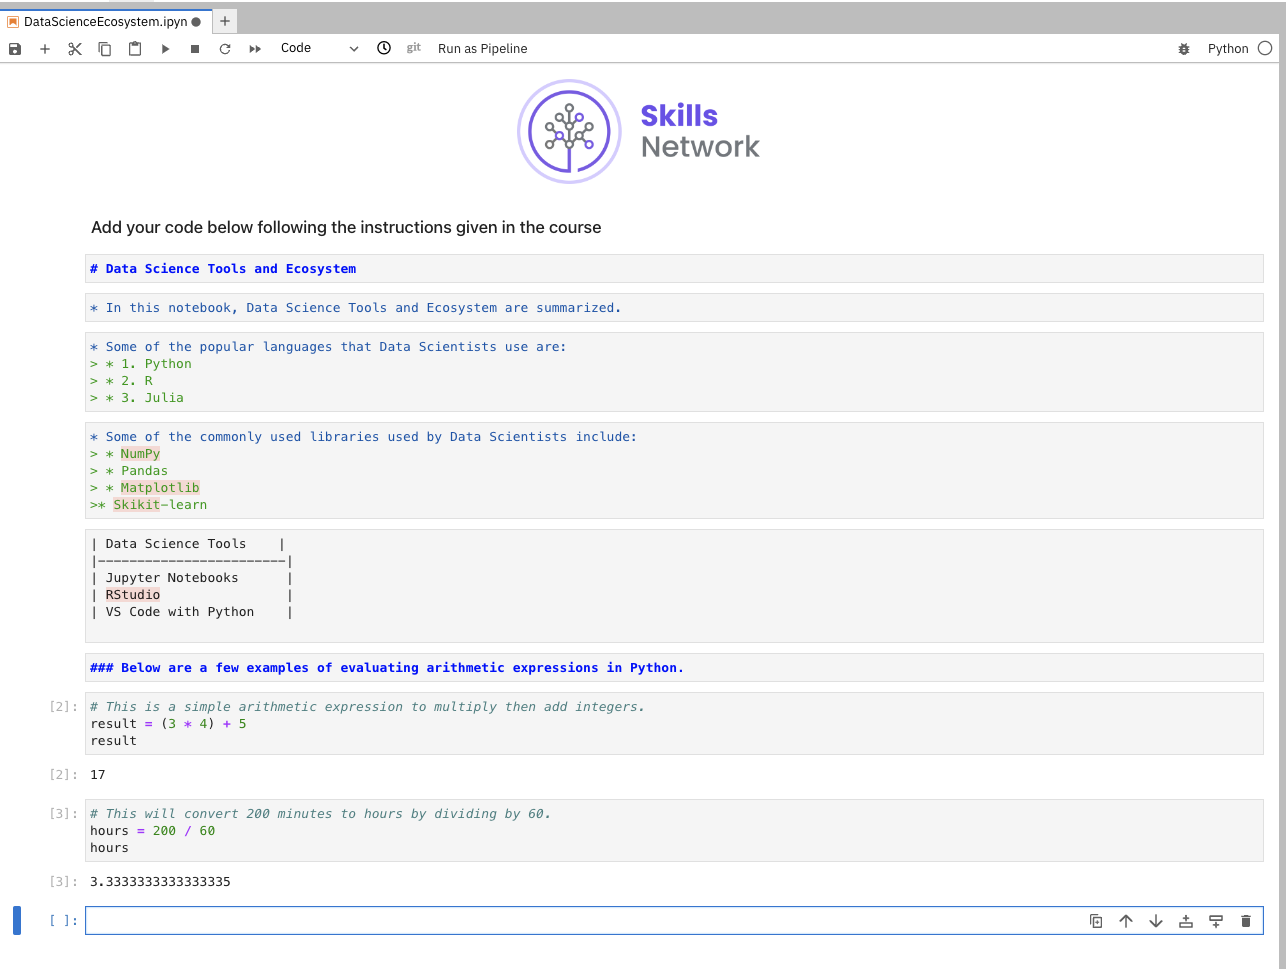 DataScienceEcosystem.ipyn
Code git Run as Pipeline Python
Skills
Network
Add your code below following the instructions given in the course
# Data Science Tools and Ecosystem
* In this notebook, Data Science Tools and Ecosystem are summarized.
* Some of the popular languages that Data Scientists use are:
> * 1. Python
> * 2. R
> * 3. Julia
* Some of the commonly used libraries used by Data Scientists include:
> * NumPy
> * Pandas
> * Matplotlib
>* Skikit-learn
| Data Science Tools    |
|------------------------|
| Jupyter Notebooks      |
| RStudio                |
| VS Code with Python    |
### Below are a few examples of evaluating arithmetic expressions in Python.
[2]: # This is a simple arithmetic expression to multiply then add integers.
result = (3 * 4) + 5
result
[2]: 17
[3]: # This will convert 200 minutes to hours by dividing by 60.
hours = 200 / 60
hours
[3]: 3.3333333333333335
[ ]: